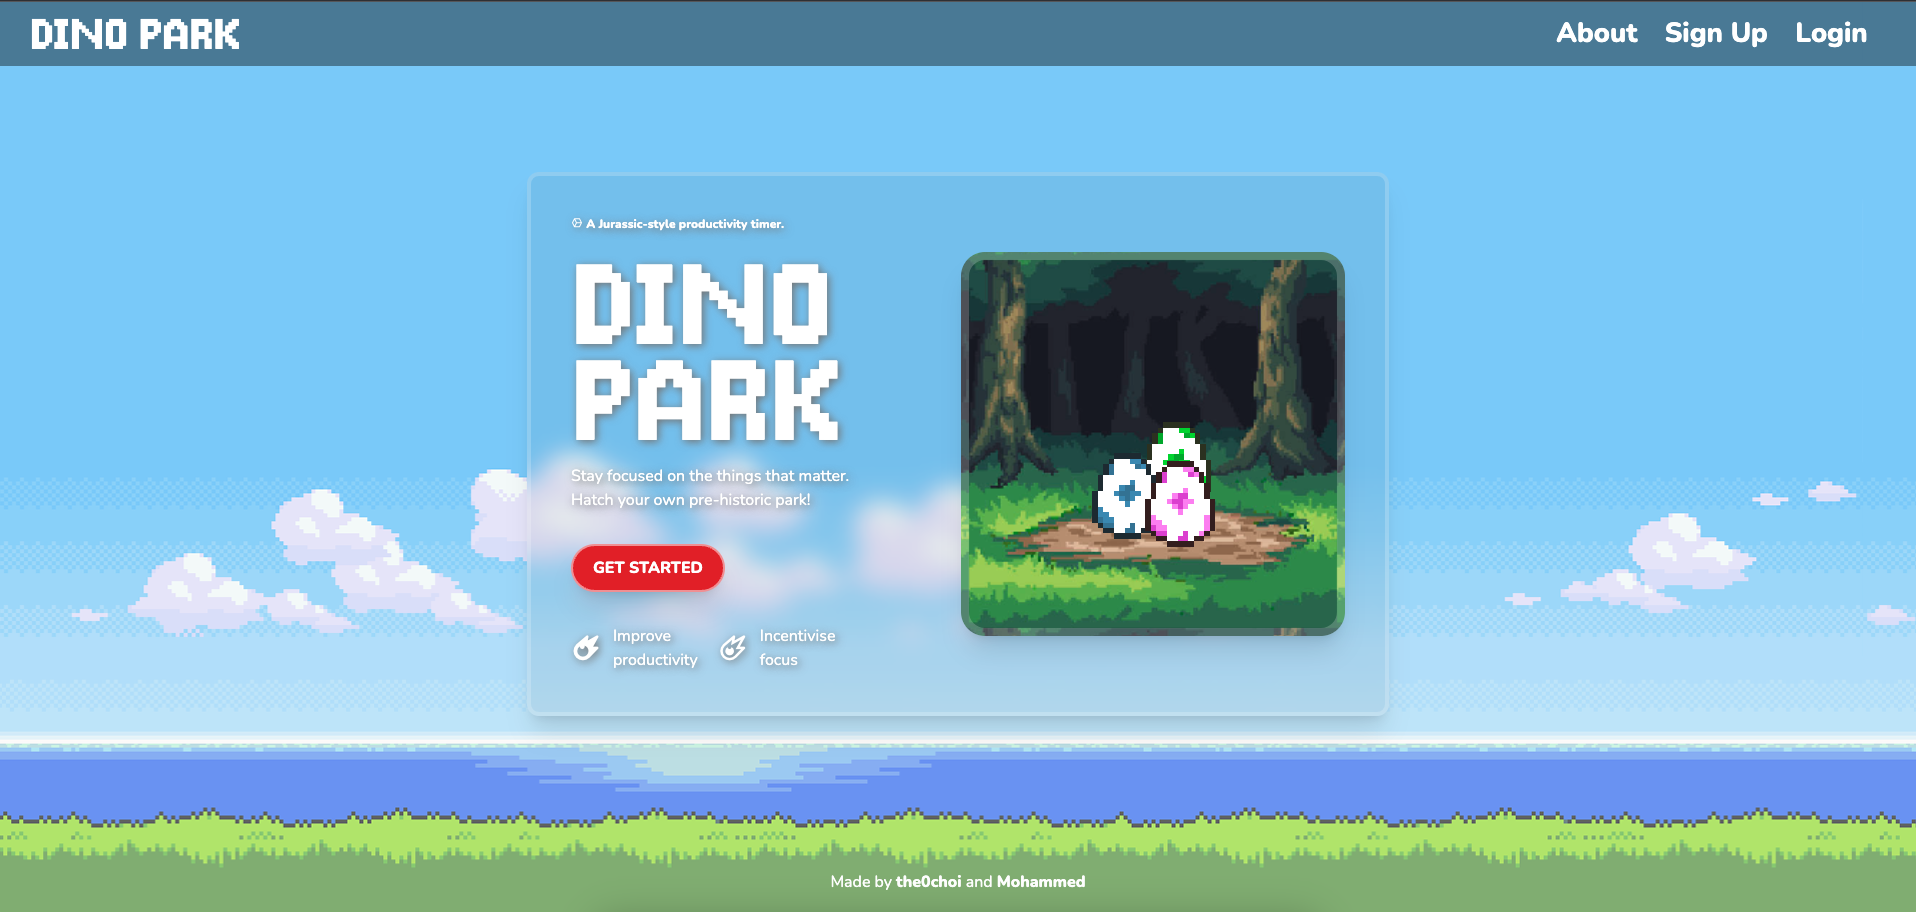 DINO PARK
About Sign Up Login
A Jurassic-style productivity timer.
DINO
PARK
Stay focused on the things that matter.
Hatch your own pre-historic park!
GET STARTED
Improve
productivity
Incentivise
focus
Made by the0choi and Mohammed